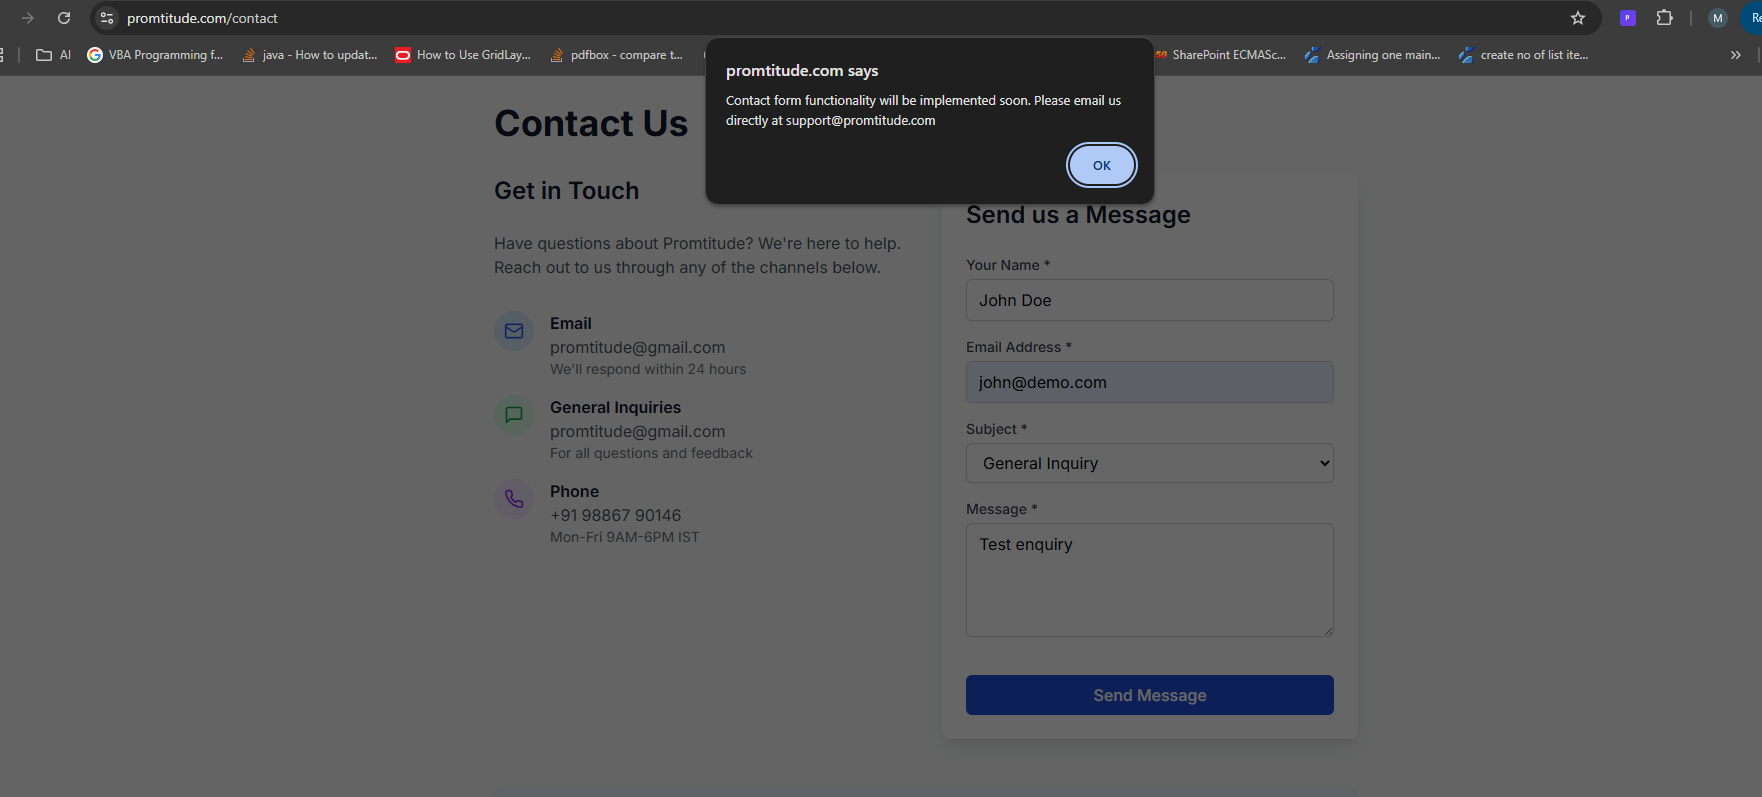 promtitude.com/contact
P
M
AI
VBA Programming f...
java - How to updat...
How to Use GridLay...
pdfbox - compare t...
SharePoint ECMASc...
Assigning one main...
create no of list ite...
»
promtitude.com says
Contact form functionality will be implemented soon. Please email us
directly at support@promtitude.com
OK
Contact Us
Get in Touch
Have questions about Promtitude? We're here to help.
Reach out to us through any of the channels below.
Email
promtitude@gmail.com
We'll respond within 24 hours
General Inquiries
promtitude@gmail.com
For all questions and feedback
Phone
+91 98867 90146
Mon-Fri 9AM-6PM IST
Send us a Message
Your Name *
John Doe
Email Address *
john@demo.com
Subject *
General Inquiry
Message *
Test enquiry
Send Message